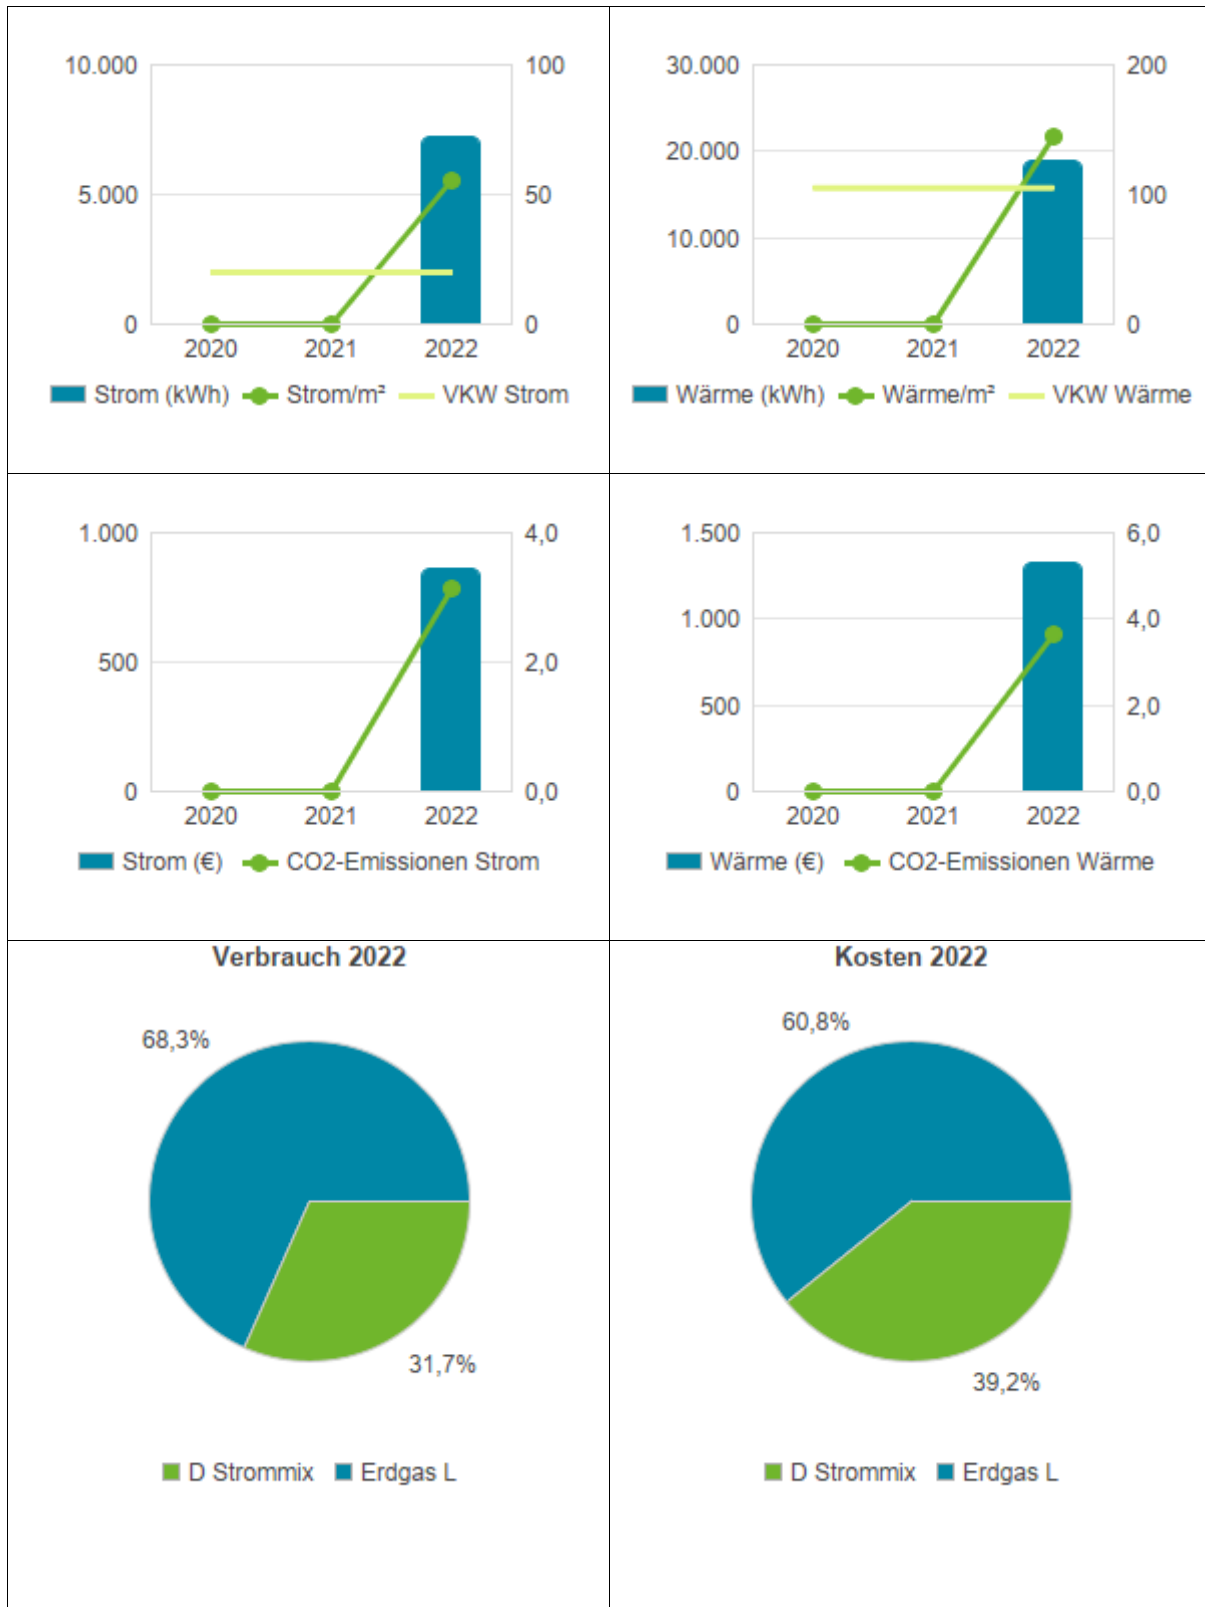 10.000 100
5.000 50
0 0
2020 2021 2022
Strom (kWh) Strom/m² VKW Strom
30.000 200
20.000
100
10.000
0 0
2020 2021 2022
Wärme (kWh) Wärme/m² VKW Wärme
1.000 4,0
500 2,0
0 0,0
2020 2021 2022
Strom (€) CO2-Emissionen Strom
1.500 6,0
1.000 4,0
500 2,0
0 0,0
2020 2021 2022
Wärme (€) CO2-Emissionen Wärme
Verbrauch 2022
68,3%
31,7%
D Strommix Erdgas L
Kosten 2022
60,8%
39,2%
D Strommix Erdgas L